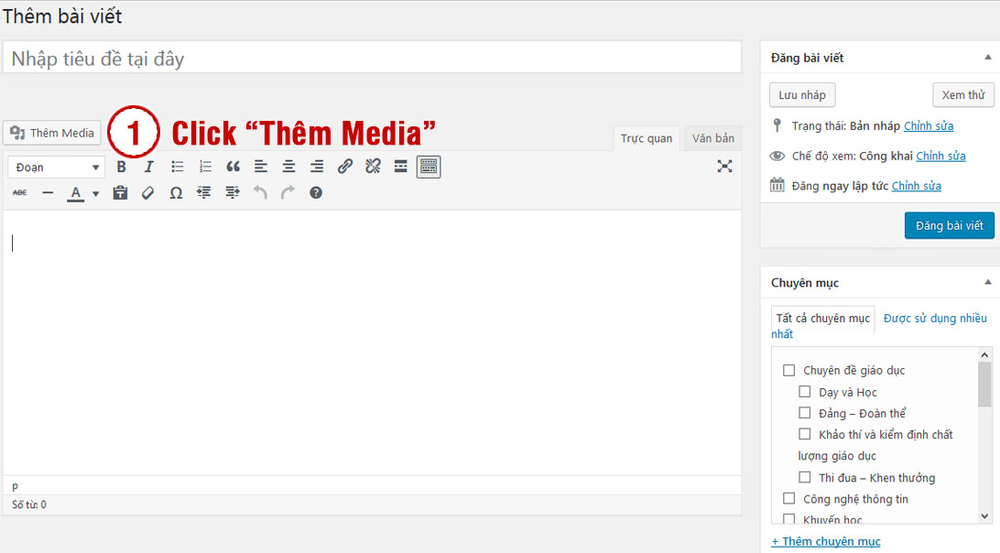 Thêm bài viết
Nhập tiêu đề tại đây
Thêm Media
1 Click “Thêm Media”
Trực quan
Văn bản
Đoạn
B I
ABC
A
p
Số từ: 0
Đăng bài viết
Lưu nháp
Xem thử
Trạng thái: Bản nháp Chỉnh sửa
Chế độ xem: Công khai Chỉnh sửa
Đăng ngay lập tức Chỉnh sửa
Đăng bài viết
Chuyên mục
Tất cả chuyên mục
Được sử dụng nhiều
nhất
Chuyên đề giáo dục
Dạy và Học
Đảng – Đoàn thể
Khảo thí và kiểm định chất
lượng giáo dục
Thi đua – Khen thưởng
Công nghệ thông tin
Khuyến học
+ Thêm chuyên mục